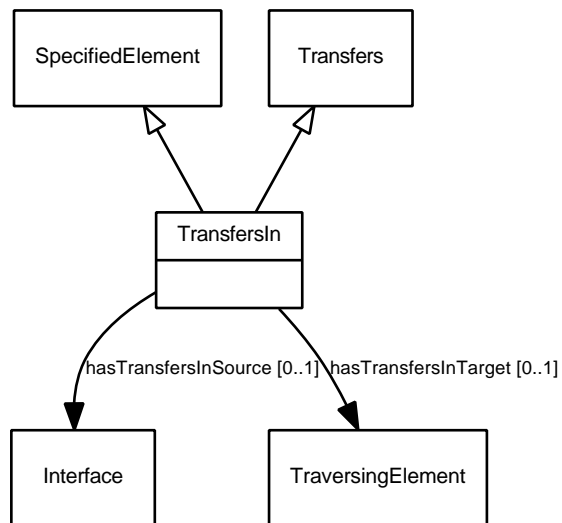 SpecifiedElement
Transfers
TransfersIn
hasTransfersInSource [0..1]
hasTransfersInTarget [0..1]
Interface
TraversingElement